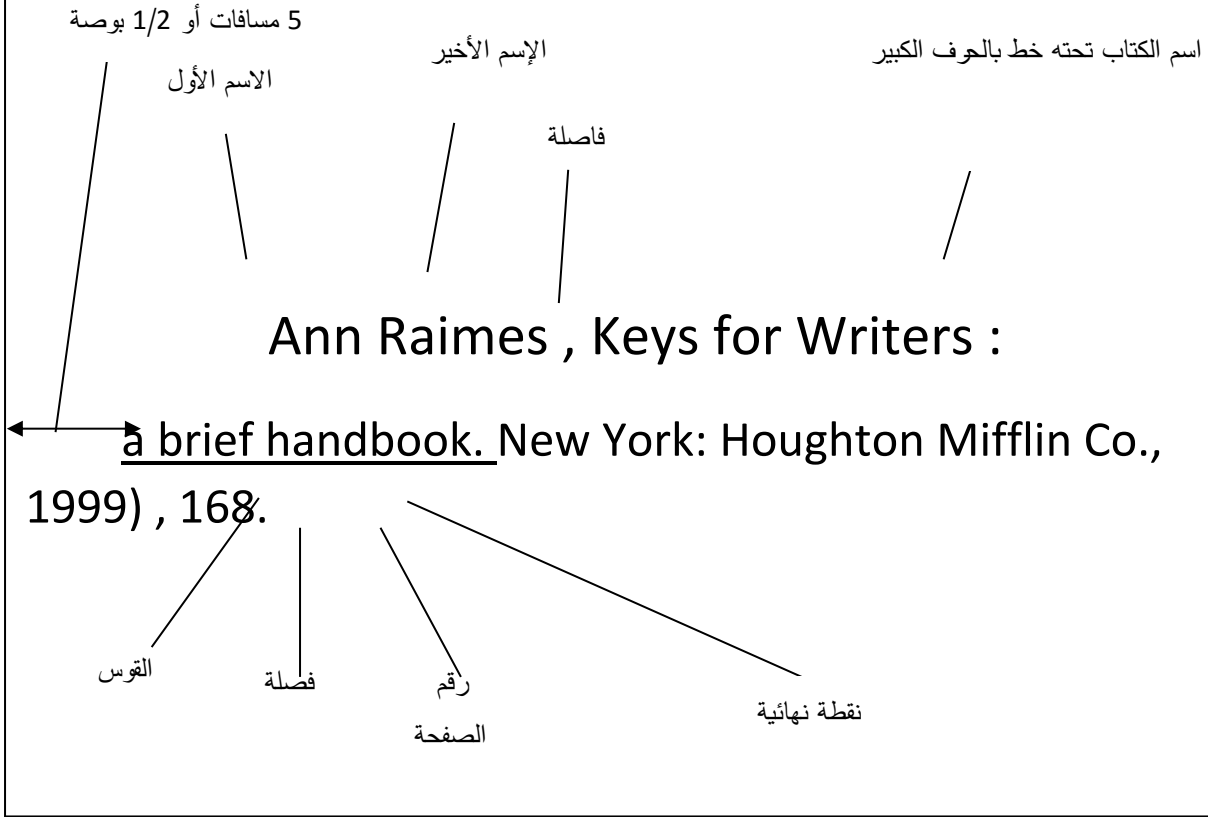 5 مسافات أو 1/2 بوصة
الإسم الأخير
اسم الكتاب تحته خط بالحرف الكبير
الاسم الأول
فاصلة
Ann Raimes , Keys for Writers :
a brief handbook. New York: Houghton Mifflin Co.,
1999) , 168.
القوس
فصلة
رقم
الصفحة
نقطة نهائية